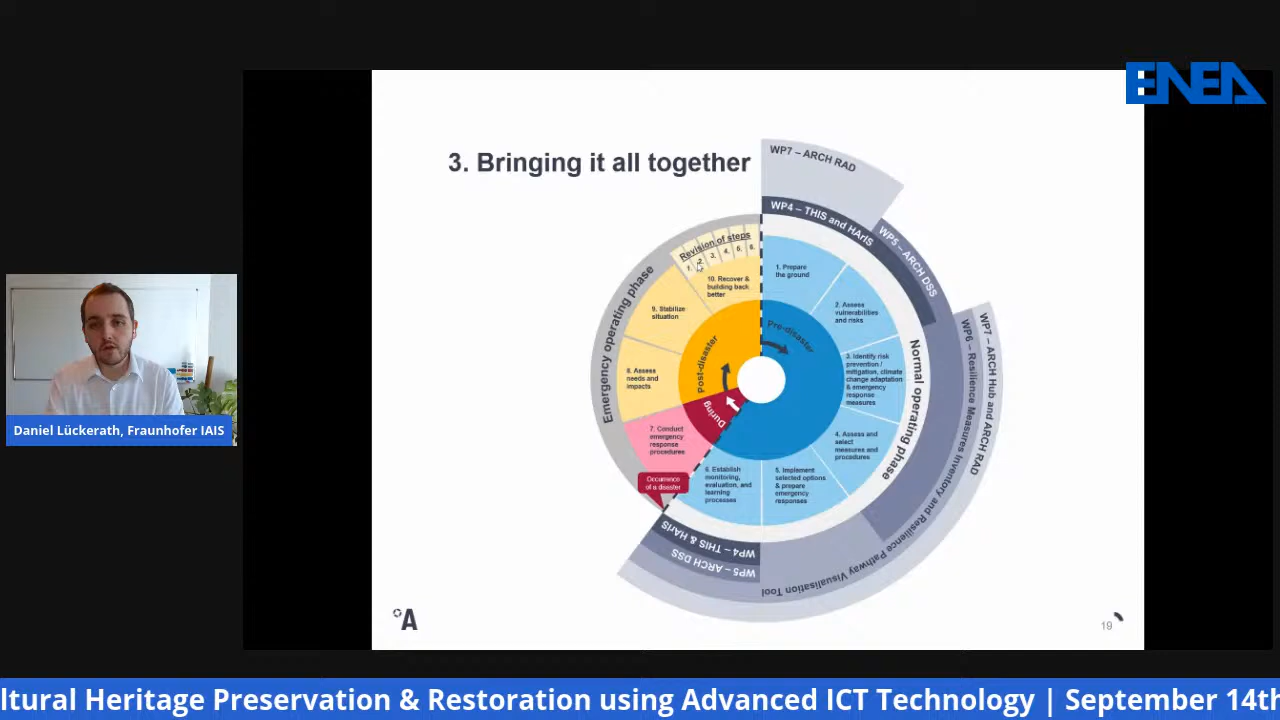 ENEA
3. Bringing it all together
WP7 – ARCH RAD
WP4 – THIS and HArIS
WP5 – ARCH DSS
WP7 – ARCH Hub and ARCH RAD
WP6 – Resilience Measures Inventory and Resilience Pathway Visualisation Tool
WP4 – THIS & HArIS
WP5 – ARCH DSS
Normal operating phase
Emergency operating phase
Revision of steps
1. 2. 3. 4. 5. 6.
Pre-disaster
During
Post-disaster
1. Prepare
the ground
2. Assess
vulnerabilities
and risks
3. Identify risk
prevention /
mitigation, climate
change adaptation
& emergency
response
measures
4. Assess and
select
measures and
procedures
5. Implement
selected options
& prepare
emergency
responses
6. Establish
monitoring,
evaluation, and
learning
processes
Occurrence
of a disaster
7. Conduct
emergency
response
procedures
8. Assess
needs and
impacts
9. Stabilize
situation
10. Recover &
building back
better
Daniel Lückerath, Fraunhofer IAIS
A
19
ltural Heritage Preservation & Restoration using Advanced ICT Technology | September 14th